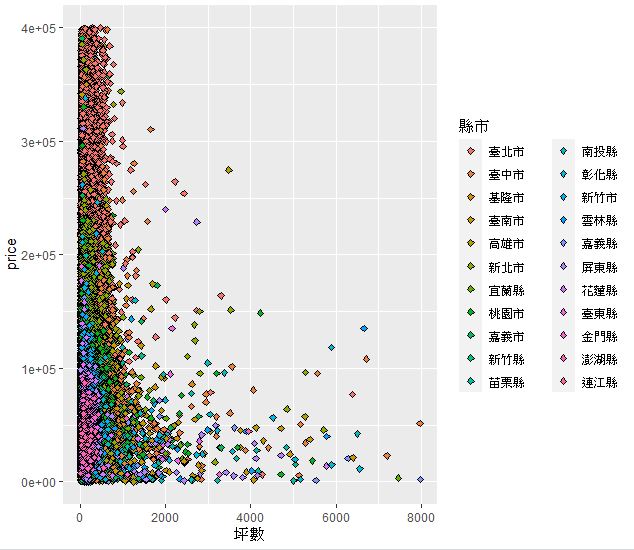 4e+05
3e+05
2e+05
1e+05
0e+00
price
0
2000
4000
6000
8000
坪數
縣市
臺北市
臺中市
基隆市
臺南市
高雄市
新北市
宜蘭縣
桃園市
嘉義市
新竹縣
苗栗縣
南投縣
彰化縣
新竹市
雲林縣
嘉義縣
屏東縣
花蓮縣
臺東縣
金門縣
澎湖縣
連江縣